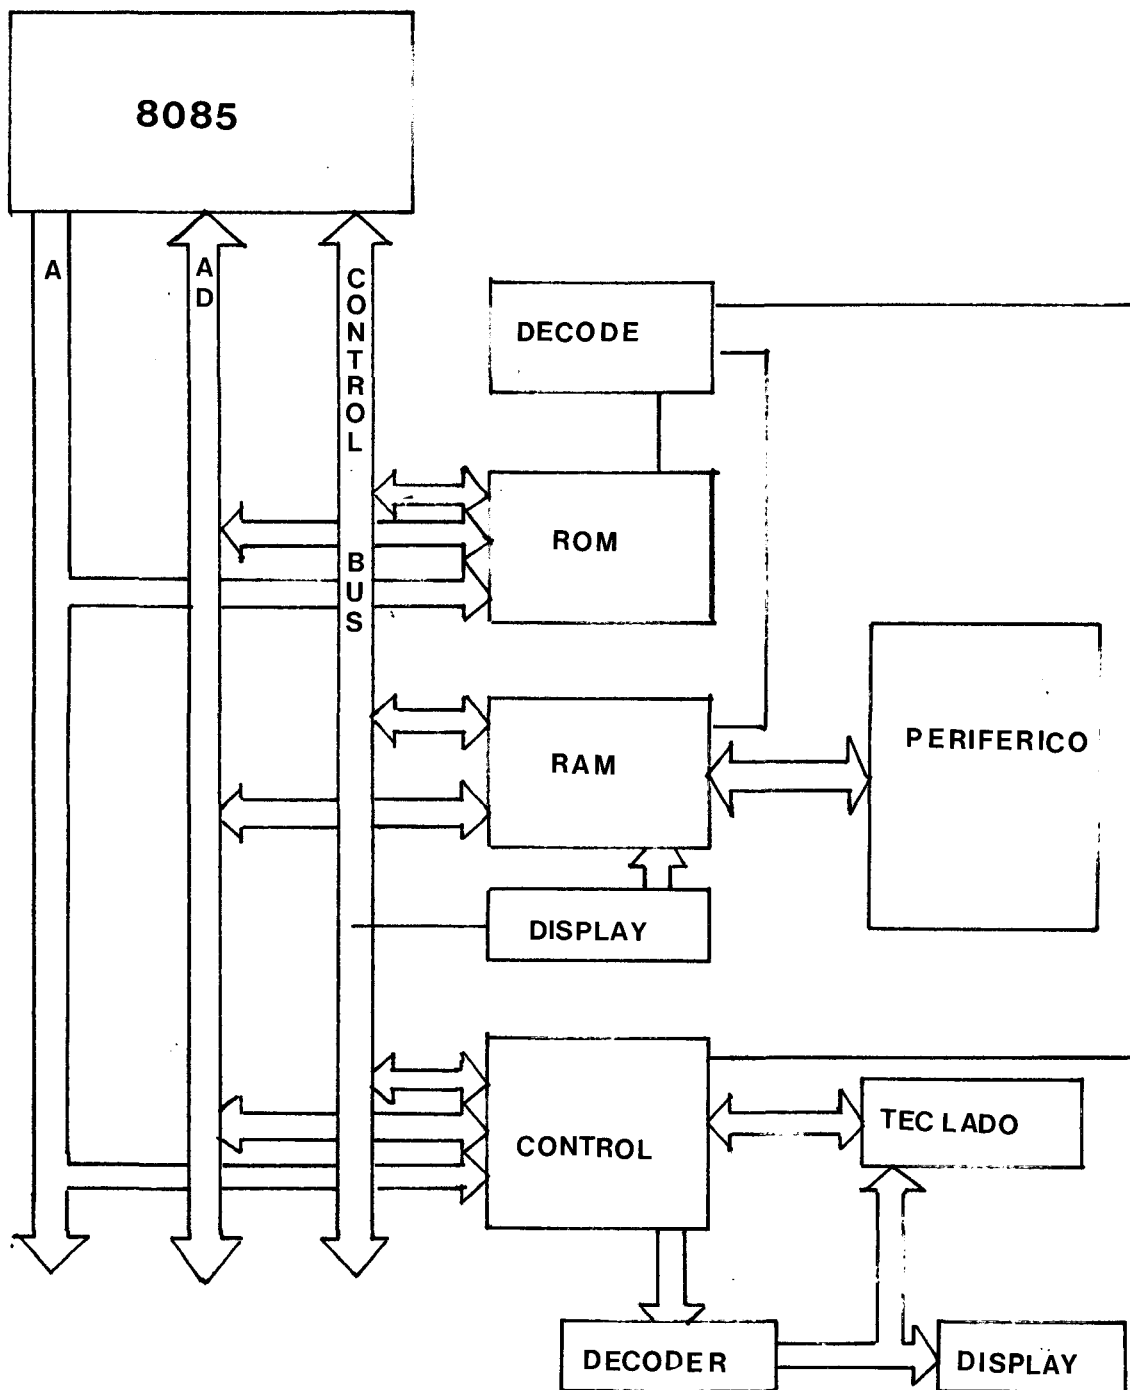 8085
A
AD
CONTROL BUS
DECODE
ROM
RAM
PERIFERICO
DISPLAY
CONTROL
TECLADO
DECODER
DISPLAY